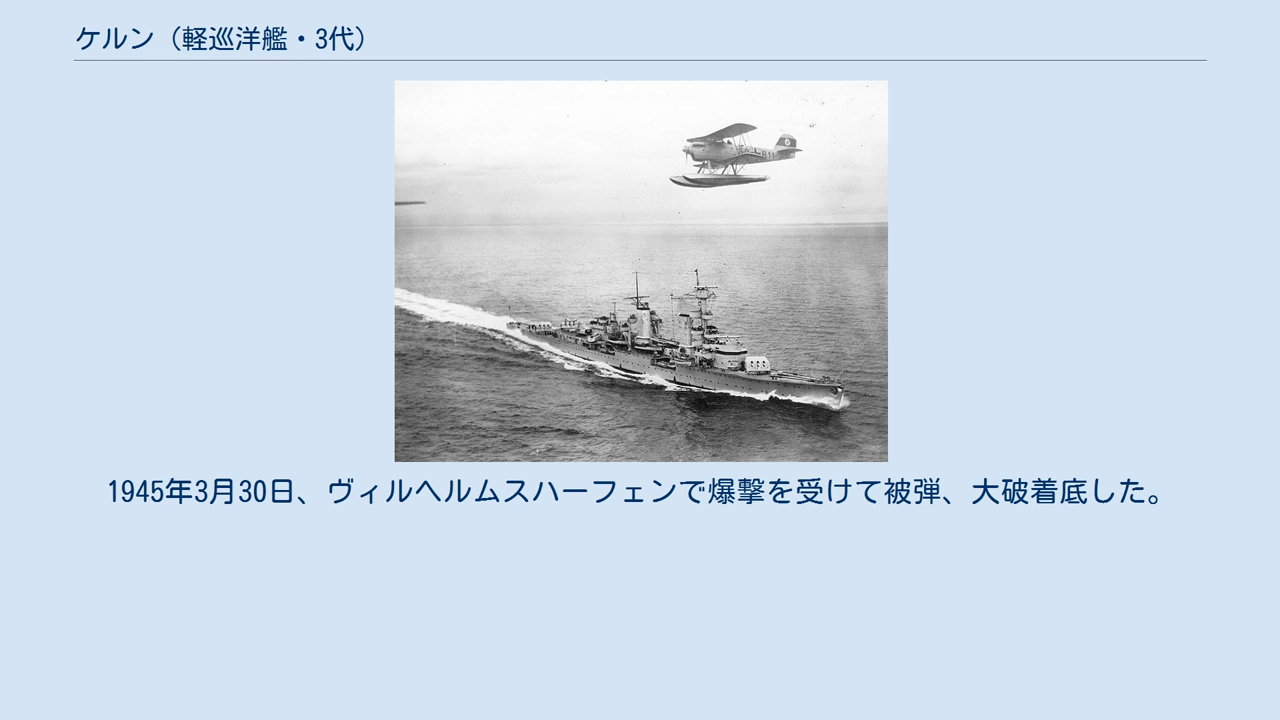 ケルン（軽巡洋艦・3代）
1945年3月30日、ヴィルヘルムスハーフェンで爆撃を受けて被弾、大破着底した。